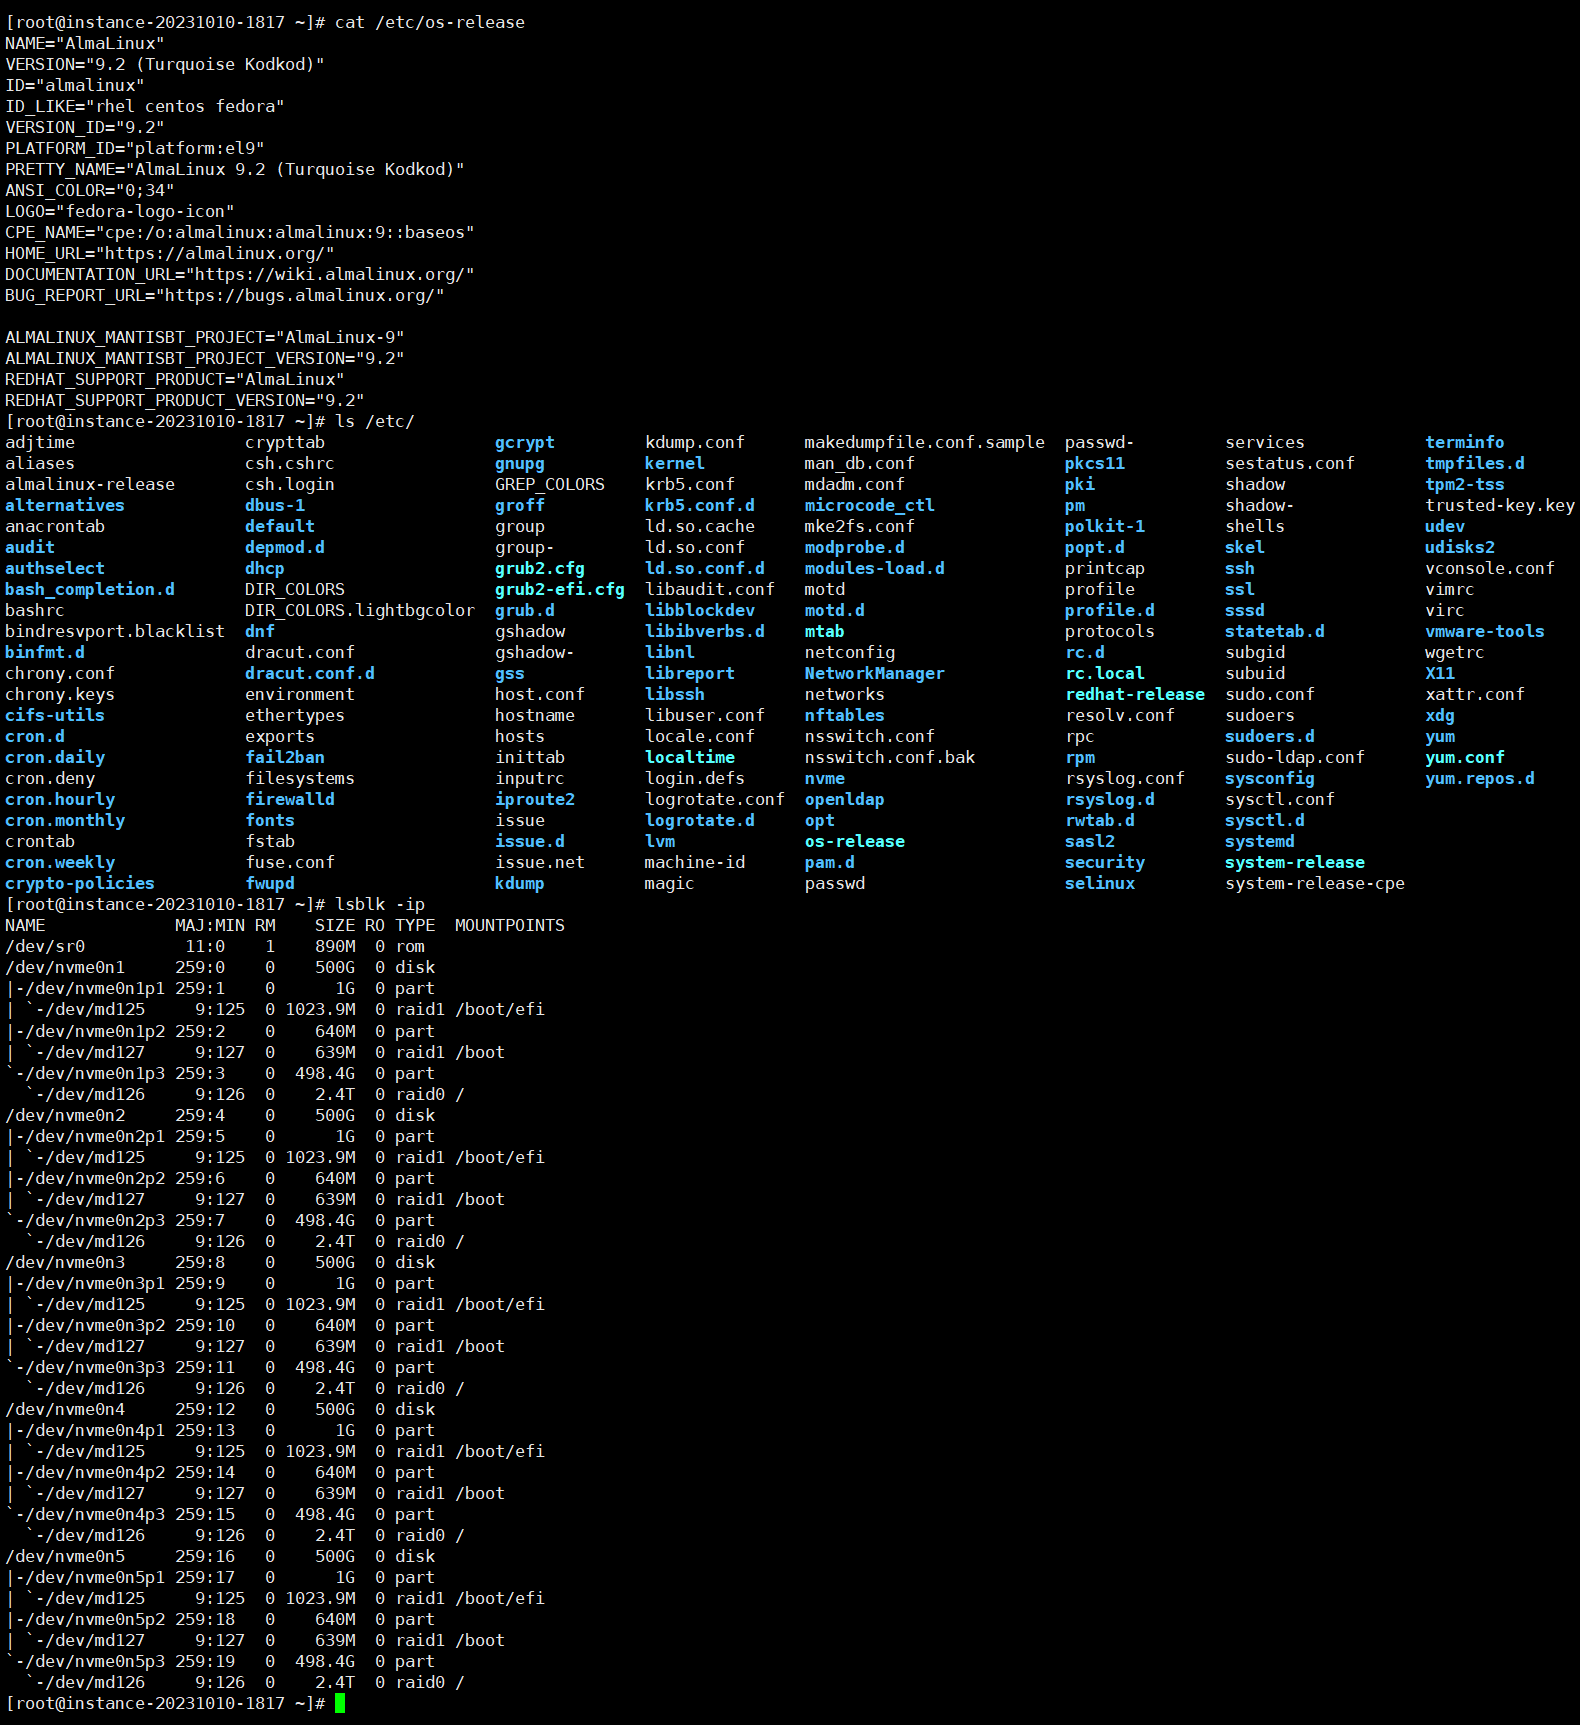 [root@instance-20231010-1817 ~]# cat /etc/os-release
NAME="AlmaLinux"
VERSION="9.2 (Turquoise Kodkod)"
ID="almalinux"
ID_LIKE="rhel centos fedora"
VERSION_ID="9.2"
PLATFORM_ID="platform:el9"
PRETTY_NAME="AlmaLinux 9.2 (Turquoise Kodkod)"
ANSI_COLOR="0;34"
LOGO="fedora-logo-icon"
CPE_NAME="cpe:/o:almalinux:almalinux:9::baseos"
HOME_URL="https://almalinux.org/"
DOCUMENTATION_URL="https://wiki.almalinux.org/"
BUG_REPORT_URL="https://bugs.almalinux.org/"

ALMALINUX_MANTISBT_PROJECT="AlmaLinux-9"
ALMALINUX_MANTISBT_PROJECT_VERSION="9.2"
REDHAT_SUPPORT_PRODUCT="AlmaLinux"
REDHAT_SUPPORT_PRODUCT_VERSION="9.2"
[root@instance-20231010-1817 ~]# ls /etc/
adjtime                 crypttab                 gcrypt         kdump.conf     makedumpfile.conf.sample  passwd-         services            terminfo
aliases                 csh.cshrc                gnupg          kernel         man_db.conf               pkcs11          sestatus.conf       tmpfiles.d
almalinux-release       csh.login                GREP_COLORS    krb5.conf      mdadm.conf                pki             shadow              tpm2-tss
alternatives            dbus-1                   groff          krb5.conf.d    microcode_ctl             pm              shadow-             trusted-key.key
anacrontab              default                  group          ld.so.cache    mke2fs.conf               polkit-1        shells              udev
audit                   depmod.d                 group-         ld.so.conf     modprobe.d                popt.d          skel                udisks2
authselect              dhcp                     grub2.cfg      ld.so.conf.d   modules-load.d            printcap        ssh                 vconsole.conf
bash_completion.d       DIR_COLORS               grub2-efi.cfg  libaudit.conf  motd                      profile         ssl                 vimrc
bashrc                  DIR_COLORS.lightbgcolor  grub.d         libblockdev    motd.d                    profile.d       sssd                virc
bindresvport.blacklist  dnf                      gshadow        libibverbs.d   mtab                      protocols       statetab.d          vmware-tools
binfmt.d                dracut.conf              gshadow-       libnl          netconfig                 rc.d            subgid              wgetrc
chrony.conf             dracut.conf.d            gss            libreport      NetworkManager            rc.local        subuid              X11
chrony.keys             environment              host.conf      libssh         networks                  redhat-release  sudo.conf           xattr.conf
cifs-utils              ethertypes               hostname       libuser.conf   nftables                  resolv.conf     sudoers             xdg
cron.d                  exports                  hosts          locale.conf    nsswitch.conf             rpc             sudoers.d           yum
cron.daily              fail2ban                 inittab        localtime      nsswitch.conf.bak         rpm             sudo-ldap.conf      yum.conf
cron.deny               filesystems              inputrc        login.defs     nvme                      rsyslog.conf    sysconfig           yum.repos.d
cron.hourly             firewalld                iproute2       logrotate.conf  openldap                  rsyslog.d       sysctl.conf
cron.monthly            fonts                    issue          logrotate.d    opt                       rwtab.d         sysctl.d
crontab                 fstab                    issue.d        lvm            os-release                sasl2           systemd
cron.weekly             fuse.conf                issue.net      machine-id     pam.d                     security        system-release
crypto-policies         fwupd                    kdump          magic          passwd                    selinux         system-release-cpe
[root@instance-20231010-1817 ~]# lsblk -ip
NAME             MAJ:MIN RM    SIZE RO TYPE  MOUNTPOINTS
/dev/sr0          11:0    1    890M  0 rom
/dev/nvme0n1     259:0    0    500G  0 disk
|-/dev/nvme0n1p1 259:1    0      1G  0 part
| `-/dev/md125     9:125  0 1023.9M  0 raid1 /boot/efi
|-/dev/nvme0n1p2 259:2    0    640M  0 part
| `-/dev/md127     9:127  0    639M  0 raid1 /boot
`-/dev/nvme0n1p3 259:3    0  498.4G  0 part
  `-/dev/md126     9:126  0    2.4T  0 raid0 /
/dev/nvme0n2     259:4    0    500G  0 disk
|-/dev/nvme0n2p1 259:5    0      1G  0 part
| `-/dev/md125     9:125  0 1023.9M  0 raid1 /boot/efi
|-/dev/nvme0n2p2 259:6    0    640M  0 part
| `-/dev/md127     9:127  0    639M  0 raid1 /boot
`-/dev/nvme0n2p3 259:7    0  498.4G  0 part
  `-/dev/md126     9:126  0    2.4T  0 raid0 /
/dev/nvme0n3     259:8    0    500G  0 disk
|-/dev/nvme0n3p1 259:9    0      1G  0 part
| `-/dev/md125     9:125  0 1023.9M  0 raid1 /boot/efi
|-/dev/nvme0n3p2 259:10   0    640M  0 part
| `-/dev/md127     9:127  0    639M  0 raid1 /boot
`-/dev/nvme0n3p3 259:11   0  498.4G  0 part
  `-/dev/md126     9:126  0    2.4T  0 raid0 /
/dev/nvme0n4     259:12   0    500G  0 disk
|-/dev/nvme0n4p1 259:13   0      1G  0 part
| `-/dev/md125     9:125  0 1023.9M  0 raid1 /boot/efi
|-/dev/nvme0n4p2 259:14   0    640M  0 part
| `-/dev/md127     9:127  0    639M  0 raid1 /boot
`-/dev/nvme0n4p3 259:15   0  498.4G  0 part
  `-/dev/md126     9:126  0    2.4T  0 raid0 /
/dev/nvme0n5     259:16   0    500G  0 disk
|-/dev/nvme0n5p1 259:17   0      1G  0 part
| `-/dev/md125     9:125  0 1023.9M  0 raid1 /boot/efi
|-/dev/nvme0n5p2 259:18   0    640M  0 part
| `-/dev/md127     9:127  0    639M  0 raid1 /boot
`-/dev/nvme0n5p3 259:19   0  498.4G  0 part
  `-/dev/md126     9:126  0    2.4T  0 raid0 /
[root@instance-20231010-1817 ~]#